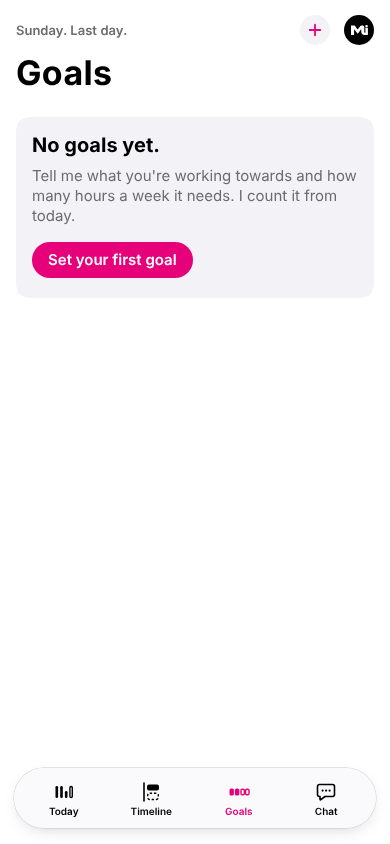 Sunday. Last day.
Mi
Goals
No goals yet.
Tell me what you're working towards and how
many hours a week it needs. I count it from
today.
Set your first goal
Today
Timeline
Goals
Chat